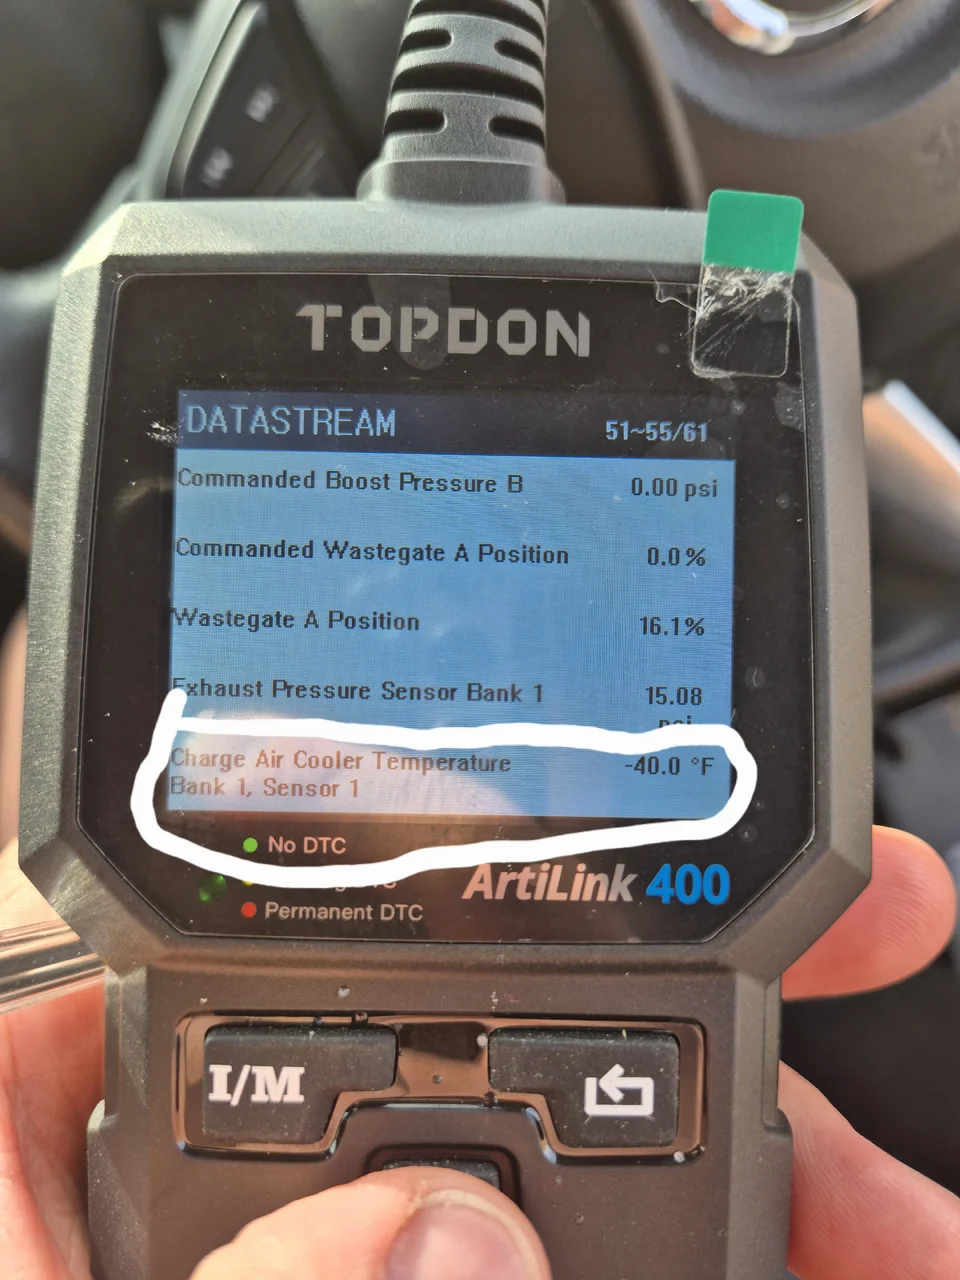 TOPDON
DATASTREAM 51~55/61
Commanded Boost Pressure B 0.00 psi
Commanded Wastegate A Position 0.0%
Wastegate A Position 16.1%
Exhaust Pressure Sensor Bank 1 15.08
psi
Charge Air Cooler Temperature -40.0 °F
Bank 1, Sensor 1
No DTC
Permanent DTC
ArtiLink 400
I/M